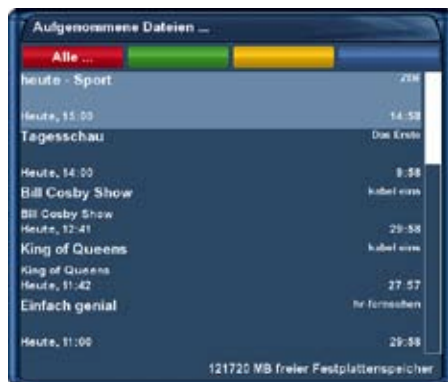 Aufgenommene Dateien ...
Alle ...
heute - Sport ZDF
Heute, 15:00 14:58
Tagesschau Das Erste
Heute, 14:00 9:58
Bill Cosby Show kabel eins
Bill Cosby Show
Heute, 12:41 29:58
King of Queens kabel eins
King of Queens
Heute, 11:42 27:57
Einfach genial hr fernsehen
Heute, 11:00 29:58
121720 MB freier Festplattenspeicher